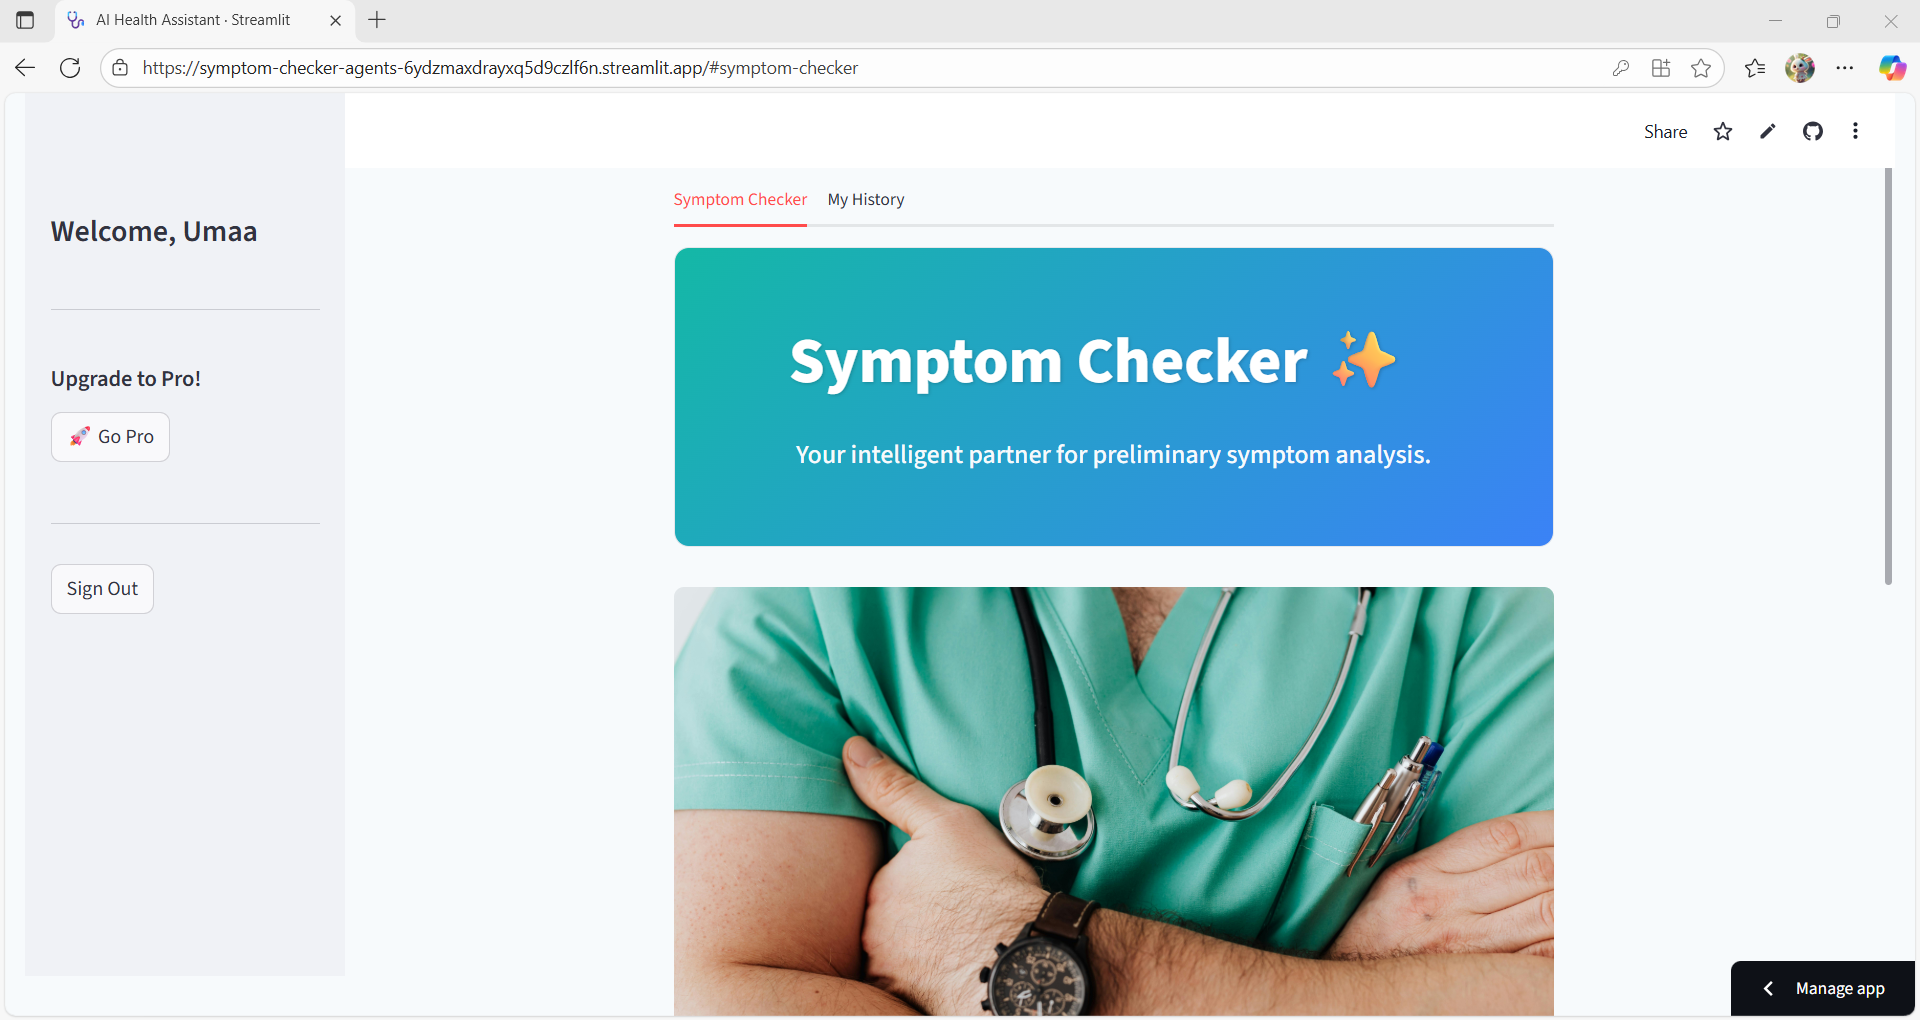 AI Health Assistant · Streamlit
https://symptom-checker-agents-6ydzmaxdrayxq5d9czlf6n.streamlit.app/#symptom-checker
Share
Welcome, Umaa
Upgrade to Pro!
🚀 Go Pro
Sign Out
Symptom Checker My History
Symptom Checker ✨
Your intelligent partner for preliminary symptom analysis.
Manage app